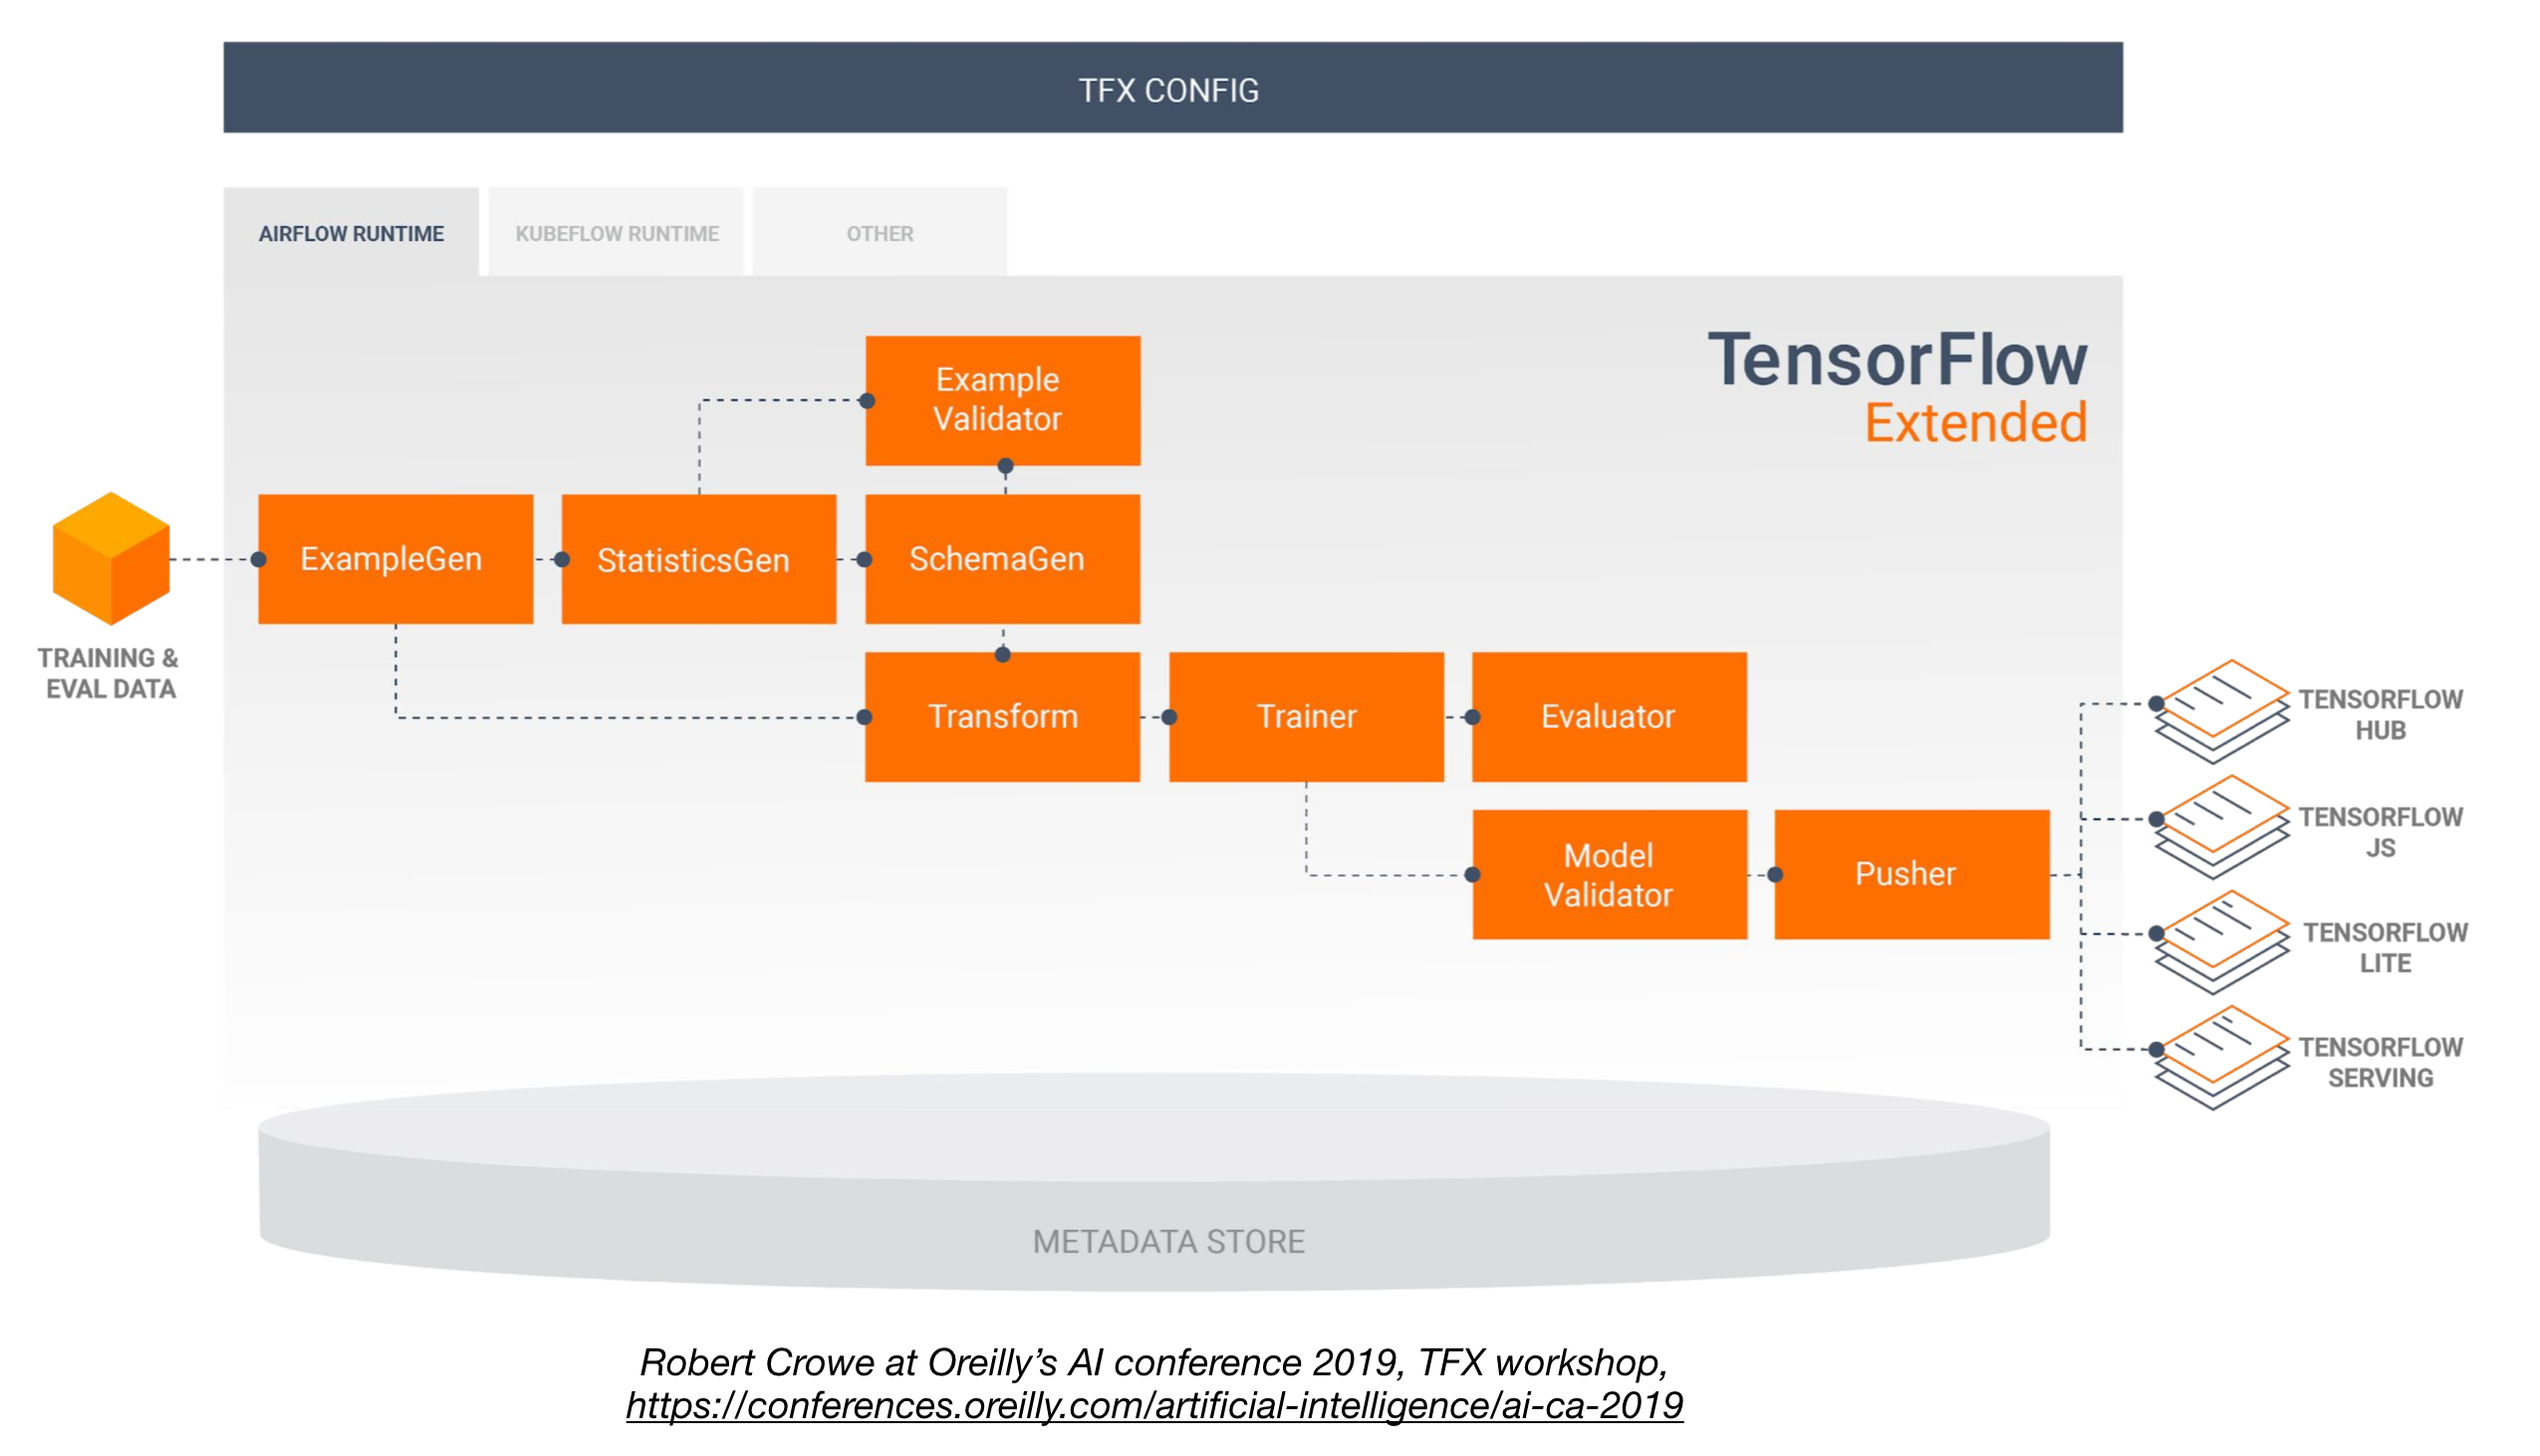 TFX CONFIG
AIRFLOW RUNTIME
KUBEFLOW RUNTIME
OTHER
TensorFlow
Extended
Example
Validator
ExampleGen
StatisticsGen
SchemaGen
TRAINING &
EVAL DATA
Transform
Trainer
Evaluator
Model
Validator
Pusher
TENSORFLOW
HUB
TENSORFLOW
JS
TENSORFLOW
LITE
TENSORFLOW
SERVING
METADATA STORE
Robert Crowe at Oreilly’s AI conference 2019, TFX workshop,
https://conferences.oreilly.com/artificial-intelligence/ai-ca-2019